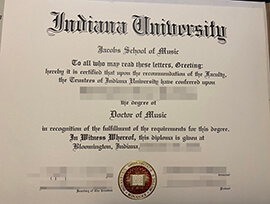 Indiana University
Jacobs School of Music
To all who may read these letters, Greeting:
hereby it is certified that upon the recommendation of the Faculty,
the Trustees of Indiana University have conferred upon
the degree of
Doctor of Music
in recognition of the fulfillment of the requirements for this degree.
In Witness Whereof, this diploma is given at
Bloomington, Indiana,